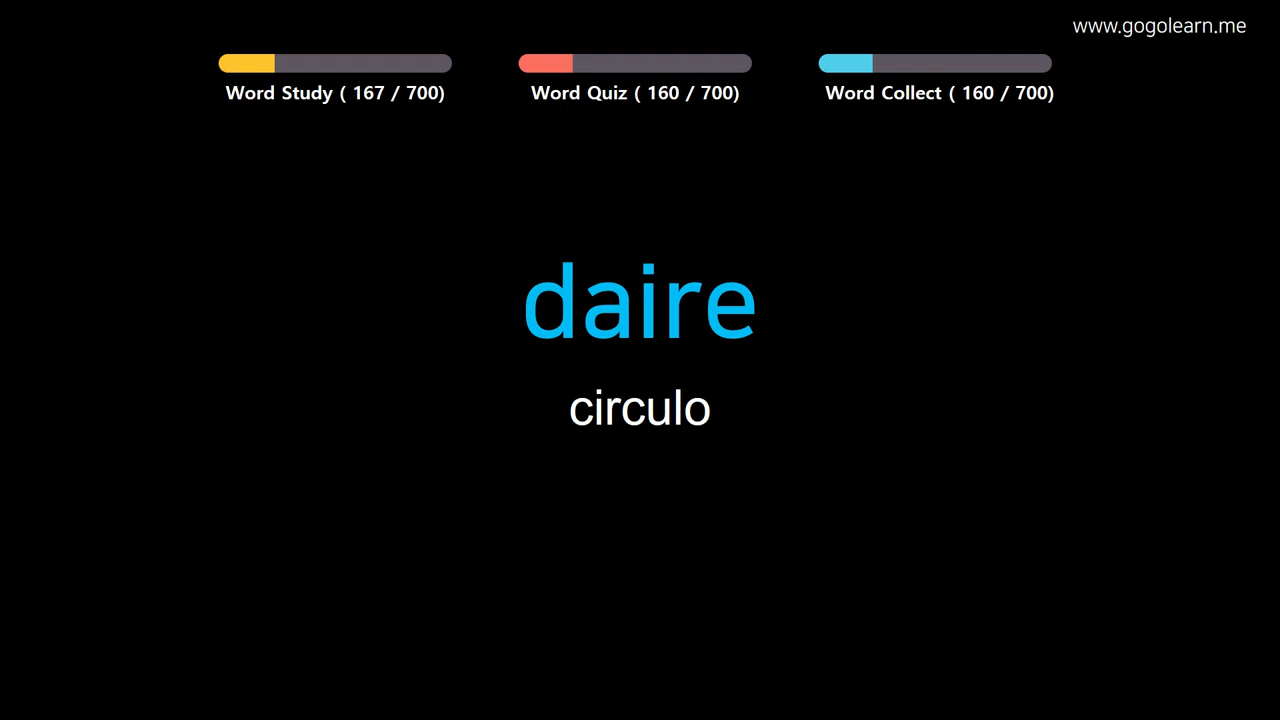 www.gogolearn.me
Word Study ( 167 / 700)
Word Quiz ( 160 / 700)
Word Collect ( 160 / 700)
daire
circulo